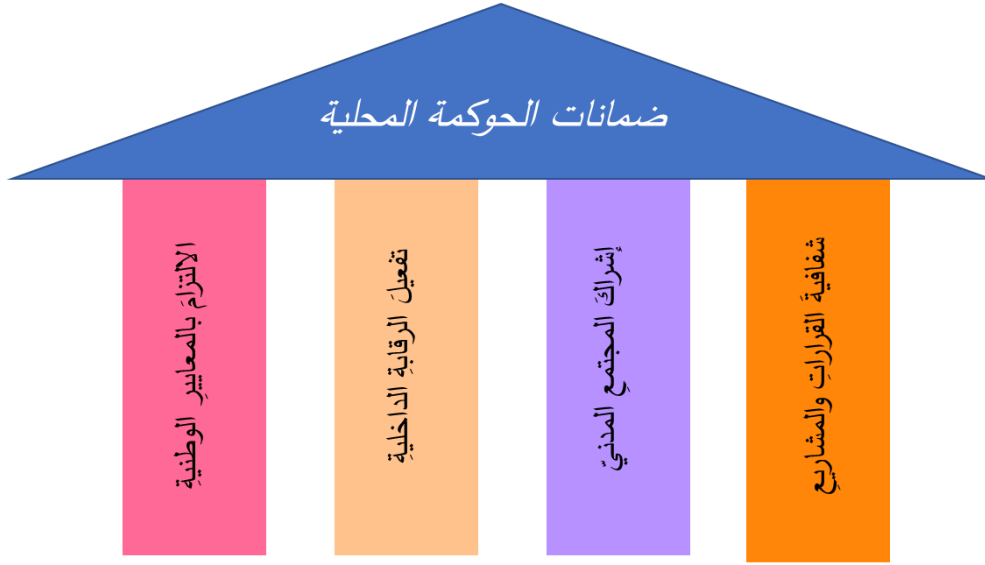 ضمانات الحوكمة المحلية
شفافيةَ القراراتِ والمشاريعِ
إشراكَ المجتمعِ المدنيّ
تفعيلَ الرقابةِ الداخليةِ
الالتزامَ بالمعاييرِ الوطنيةِ